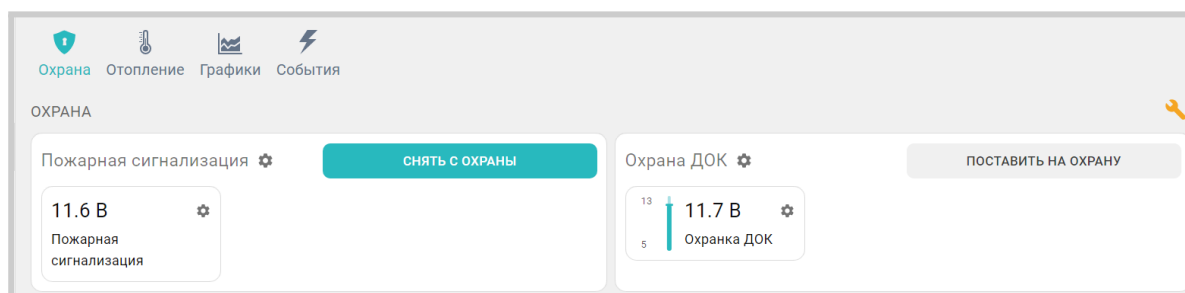 Охрана Отопление Графики События
ОХРАНА
Пожарная сигнализация СНЯТЬ С ОХРАНЫ
11.6 В
Пожарная
сигнализация
Охрана ДОК ПОСТАВИТЬ НА ОХРАНУ
13
11.7 В
5
Охранка ДОК